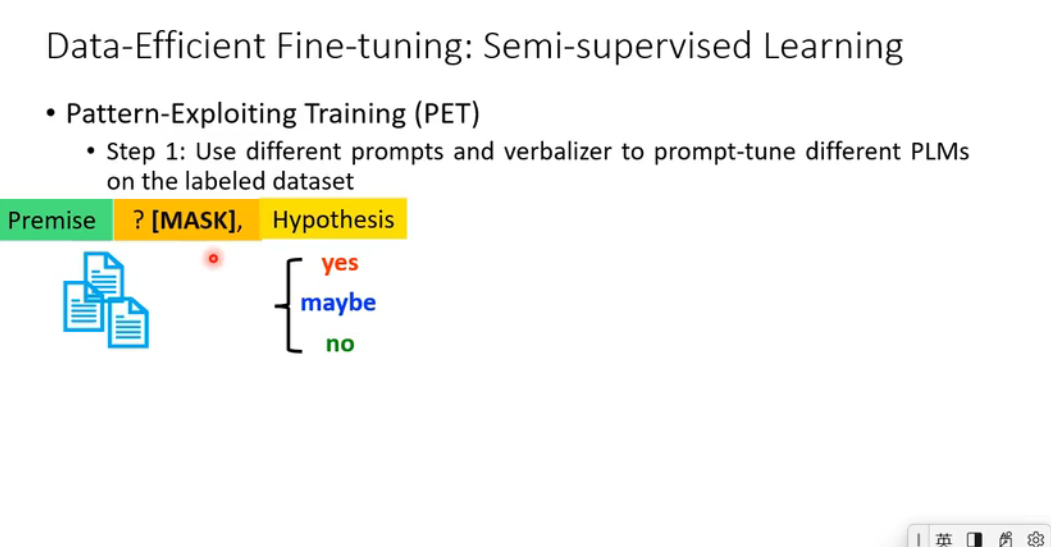 Data-Efficient Fine-tuning: Semi-supervised Learning
• Pattern-Exploiting Training (PET)
• Step 1: Use different prompts and verbalizer to prompt-tune different PLMs
on the labeled dataset
Premise ? [MASK], Hypothesis
yes
maybe
no
英